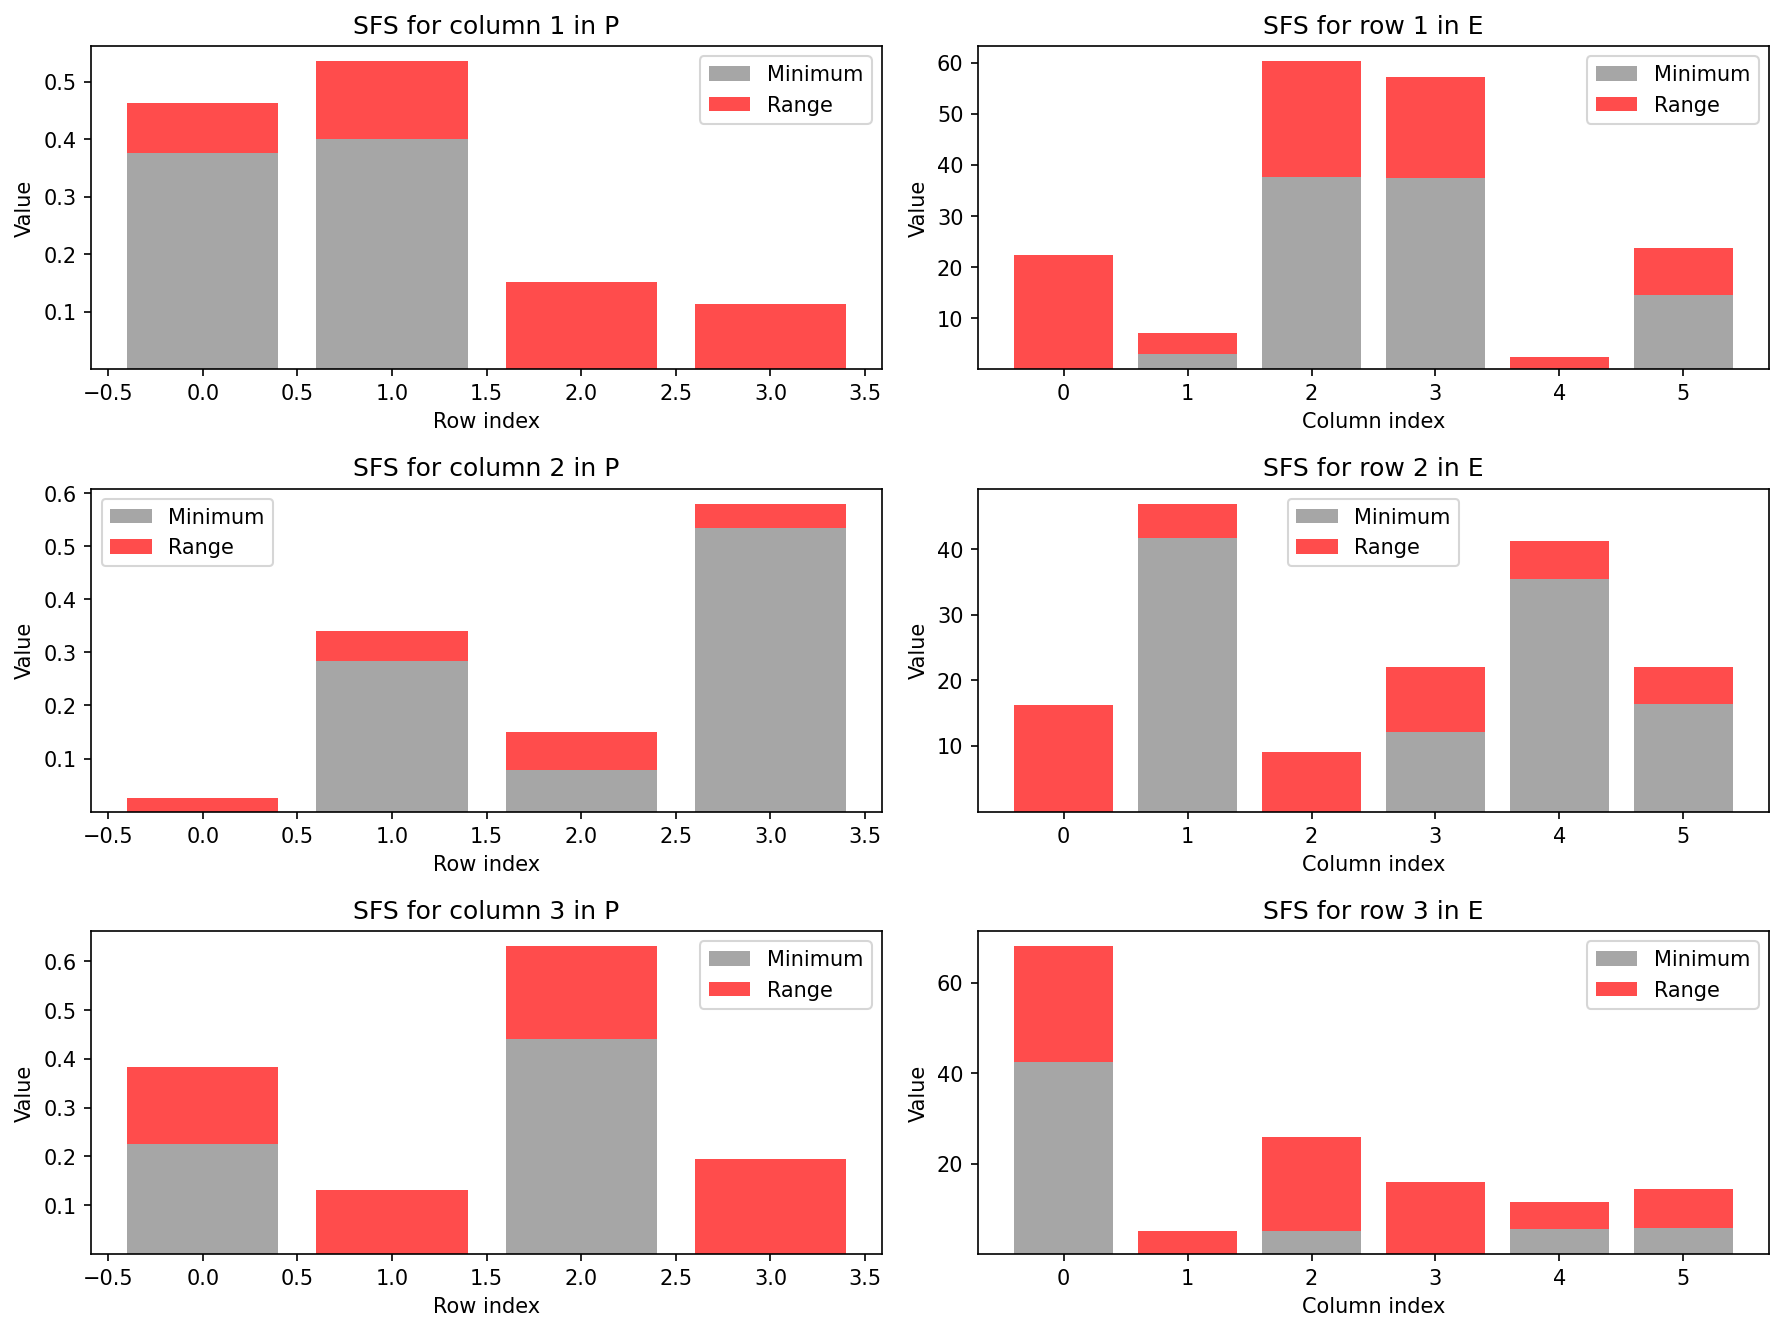 SFS for column 1 in P
0.5
0.4
0.3
0.2
0.1
Value
Minimum
Range
−0.5 0.0 0.5 1.0 1.5 2.0 2.5 3.0 3.5
Row index
SFS for row 1 in E
60
50
40
30
20
10
Value
Minimum
Range
0 1 2 3 4 5
Column index
SFS for column 2 in P
0.6
0.5
0.4
0.3
0.2
0.1
Value
Minimum
Range
−0.5 0.0 0.5 1.0 1.5 2.0 2.5 3.0 3.5
Row index
SFS for row 2 in E
40
30
20
10
Value
Minimum
Range
0 1 2 3 4 5
Column index
SFS for column 3 in P
0.6
0.5
0.4
0.3
0.2
0.1
Value
Minimum
Range
−0.5 0.0 0.5 1.0 1.5 2.0 2.5 3.0 3.5
Row index
SFS for row 3 in E
60
40
20
Value
Minimum
Range
0 1 2 3 4 5
Column index